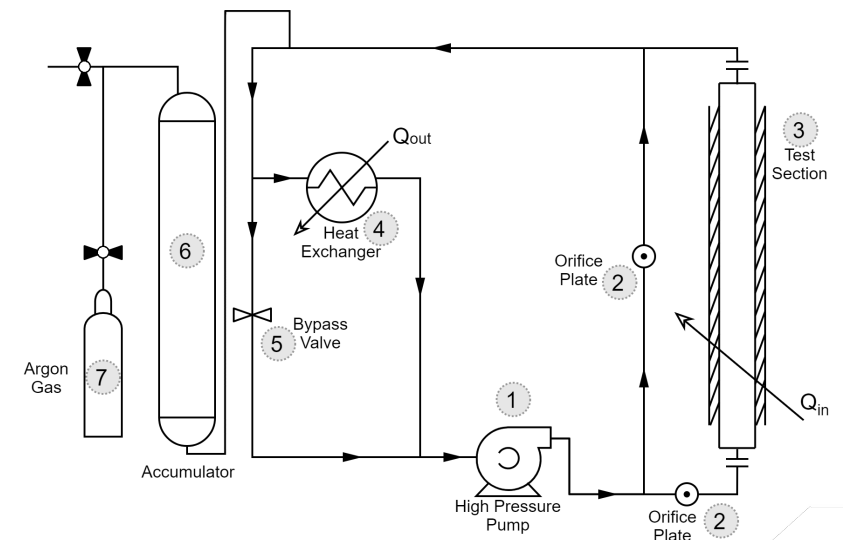 Qout
3
Test
Section
4
Heat
Exchanger
6
Orifice
Plate
2
5
Bypass
Valve
Argon
Gas
7
1
Qin
Accumulator
High Pressure
Pump
Orifice
Plate
2